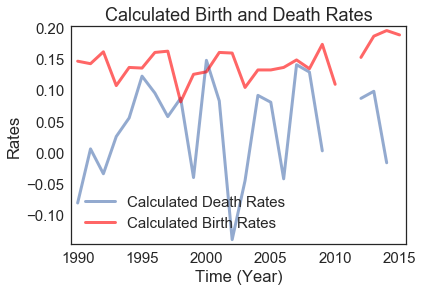 Calculated Birth and Death Rates
0.20
0.15
0.10
0.05
0.00
−0.05
−0.10
Rates
Calculated Death Rates
Calculated Birth Rates
1990 1995 2000 2005 2010 2015
Time (Year)